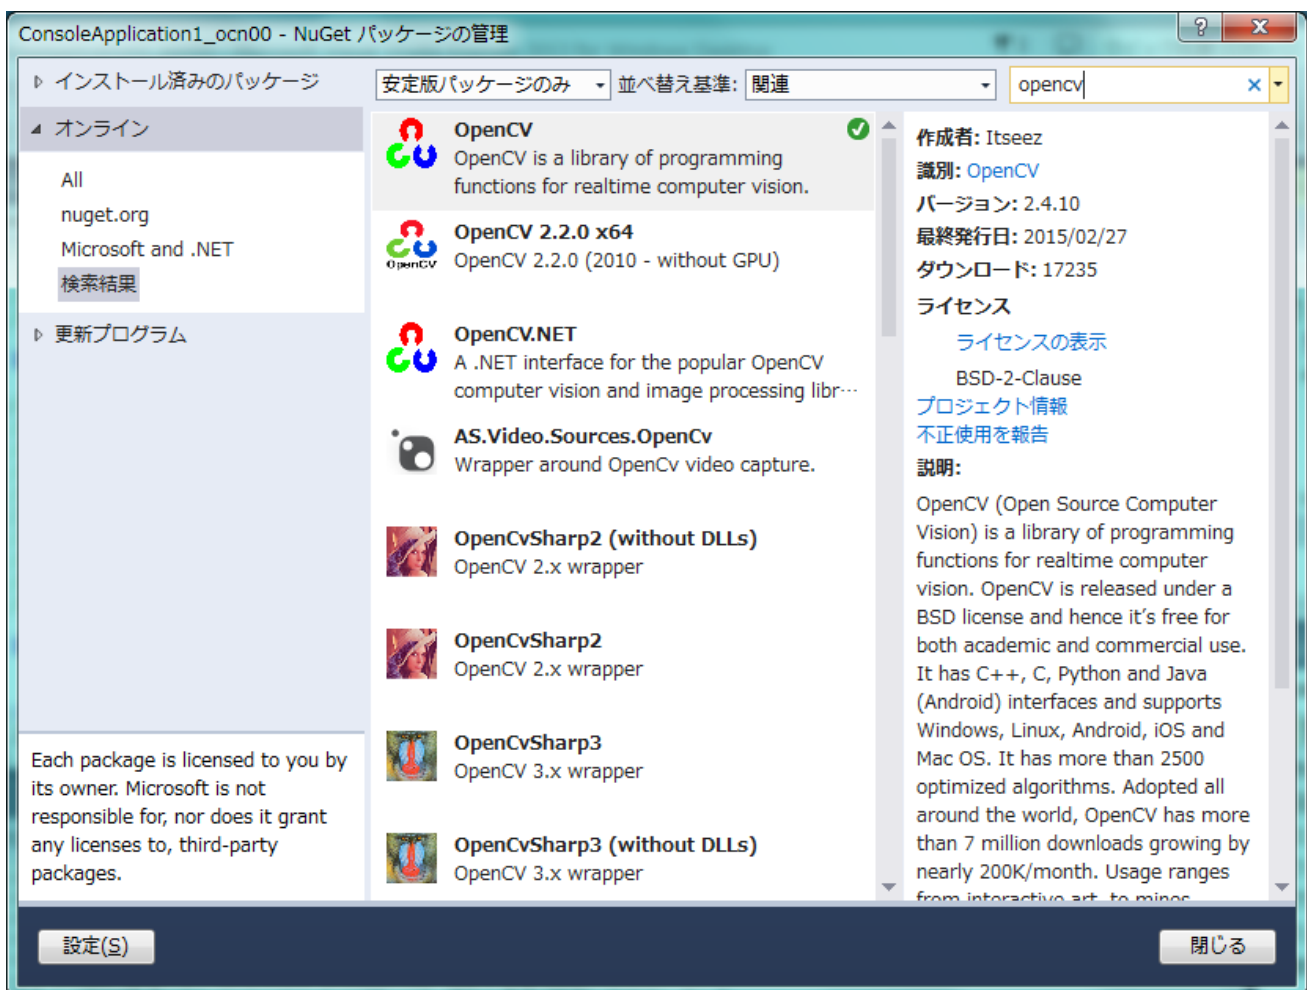 ConsoleApplication1_ocn00 - NuGet パッケージの管理
インストール済みのパッケージ
オンライン
All
nuget.org
Microsoft and .NET
検索結果
更新プログラム
Each package is licensed to you by
its owner. Microsoft is not
responsible for, nor does it grant
any licenses to, third-party
packages.
安定版パッケージのみ 並べ替え基準: 関連
opencv
OpenCV
OpenCV is a library of programming
functions for realtime computer vision.
OpenCV 2.2.0 x64
OpenCV 2.2.0 (2010 - without GPU)
OpenCV
OpenCV.NET
A .NET interface for the popular OpenCV
computer vision and image processing libr…
AS.Video.Sources.OpenCv
Wrapper around OpenCv video capture.
OpenCvSharp2 (without DLLs)
OpenCV 2.x wrapper
OpenCvSharp2
OpenCV 2.x wrapper
OpenCvSharp3
OpenCV 3.x wrapper
OpenCvSharp3 (without DLLs)
OpenCV 3.x wrapper
作成者: Itseez
識別: OpenCV
バージョン: 2.4.10
最終発行日: 2015/02/27
ダウンロード: 17235
ライセンス
ライセンスの表示
BSD-2-Clause
プロジェクト情報
不正使用を報告
説明:
OpenCV (Open Source Computer
Vision) is a library of programming
functions for realtime computer
vision. OpenCV is released under a
BSD license and hence it’s free for
both academic and commercial use.
It has C++, C, Python and Java
(Android) interfaces and supports
Windows, Linux, Android, iOS and
Mac OS. It has more than 2500
optimized algorithms. Adopted all
around the world, OpenCV has more
than 7 million downloads growing by
nearly 200K/month. Usage ranges
from interactive art, to mines
設定(S)
閉じる